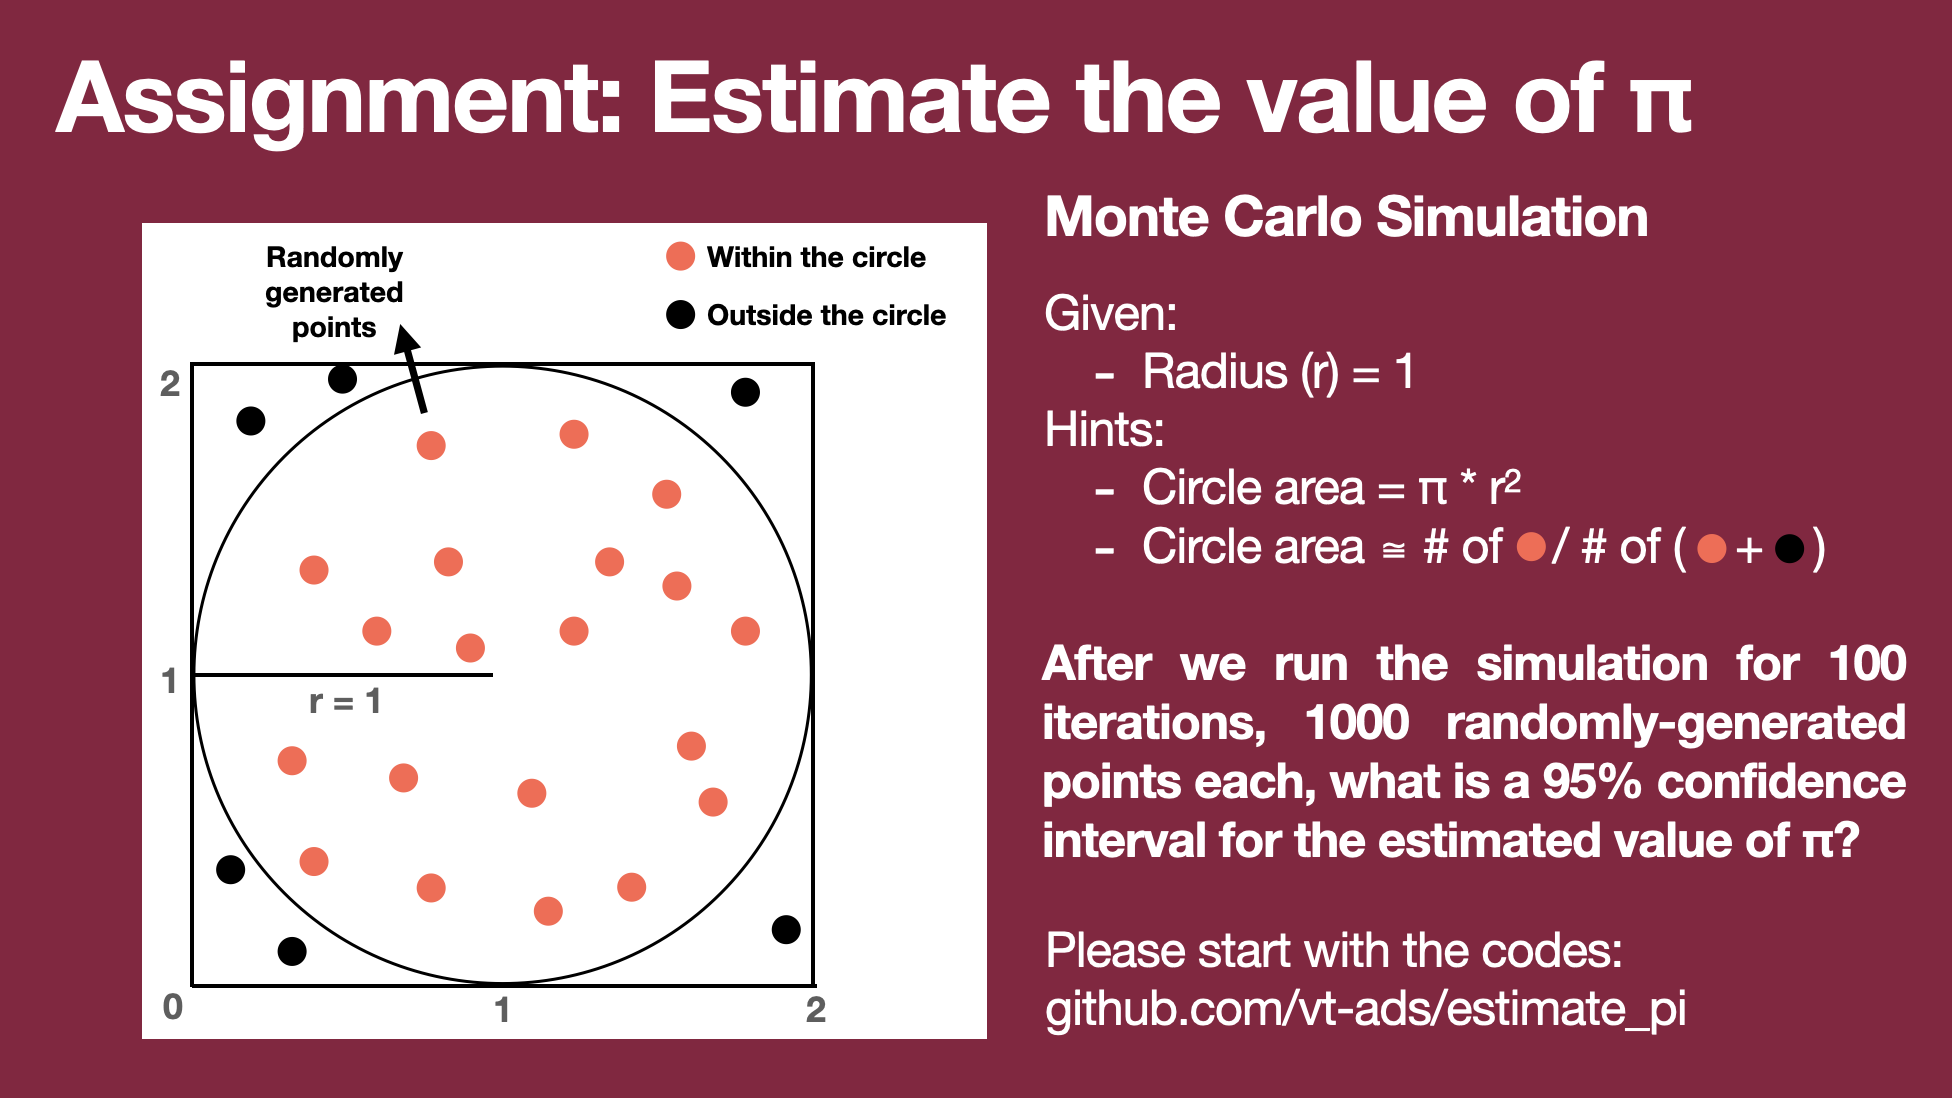 Assignment: Estimate the value of π
Randomly
generated
points
Within the circle
Outside the circle
2
1
r = 1
0
1
2
Monte Carlo Simulation
Given:
- Radius (r) = 1
Hints:
- Circle area = π * r²
- Circle area ≅ # of ● / # of ( ● + ● )
After we run the simulation for 100
iterations, 1000 randomly-generated
points each, what is a 95% confidence
interval for the estimated value of π?
Please start with the codes:
github.com/vt-ads/estimate_pi